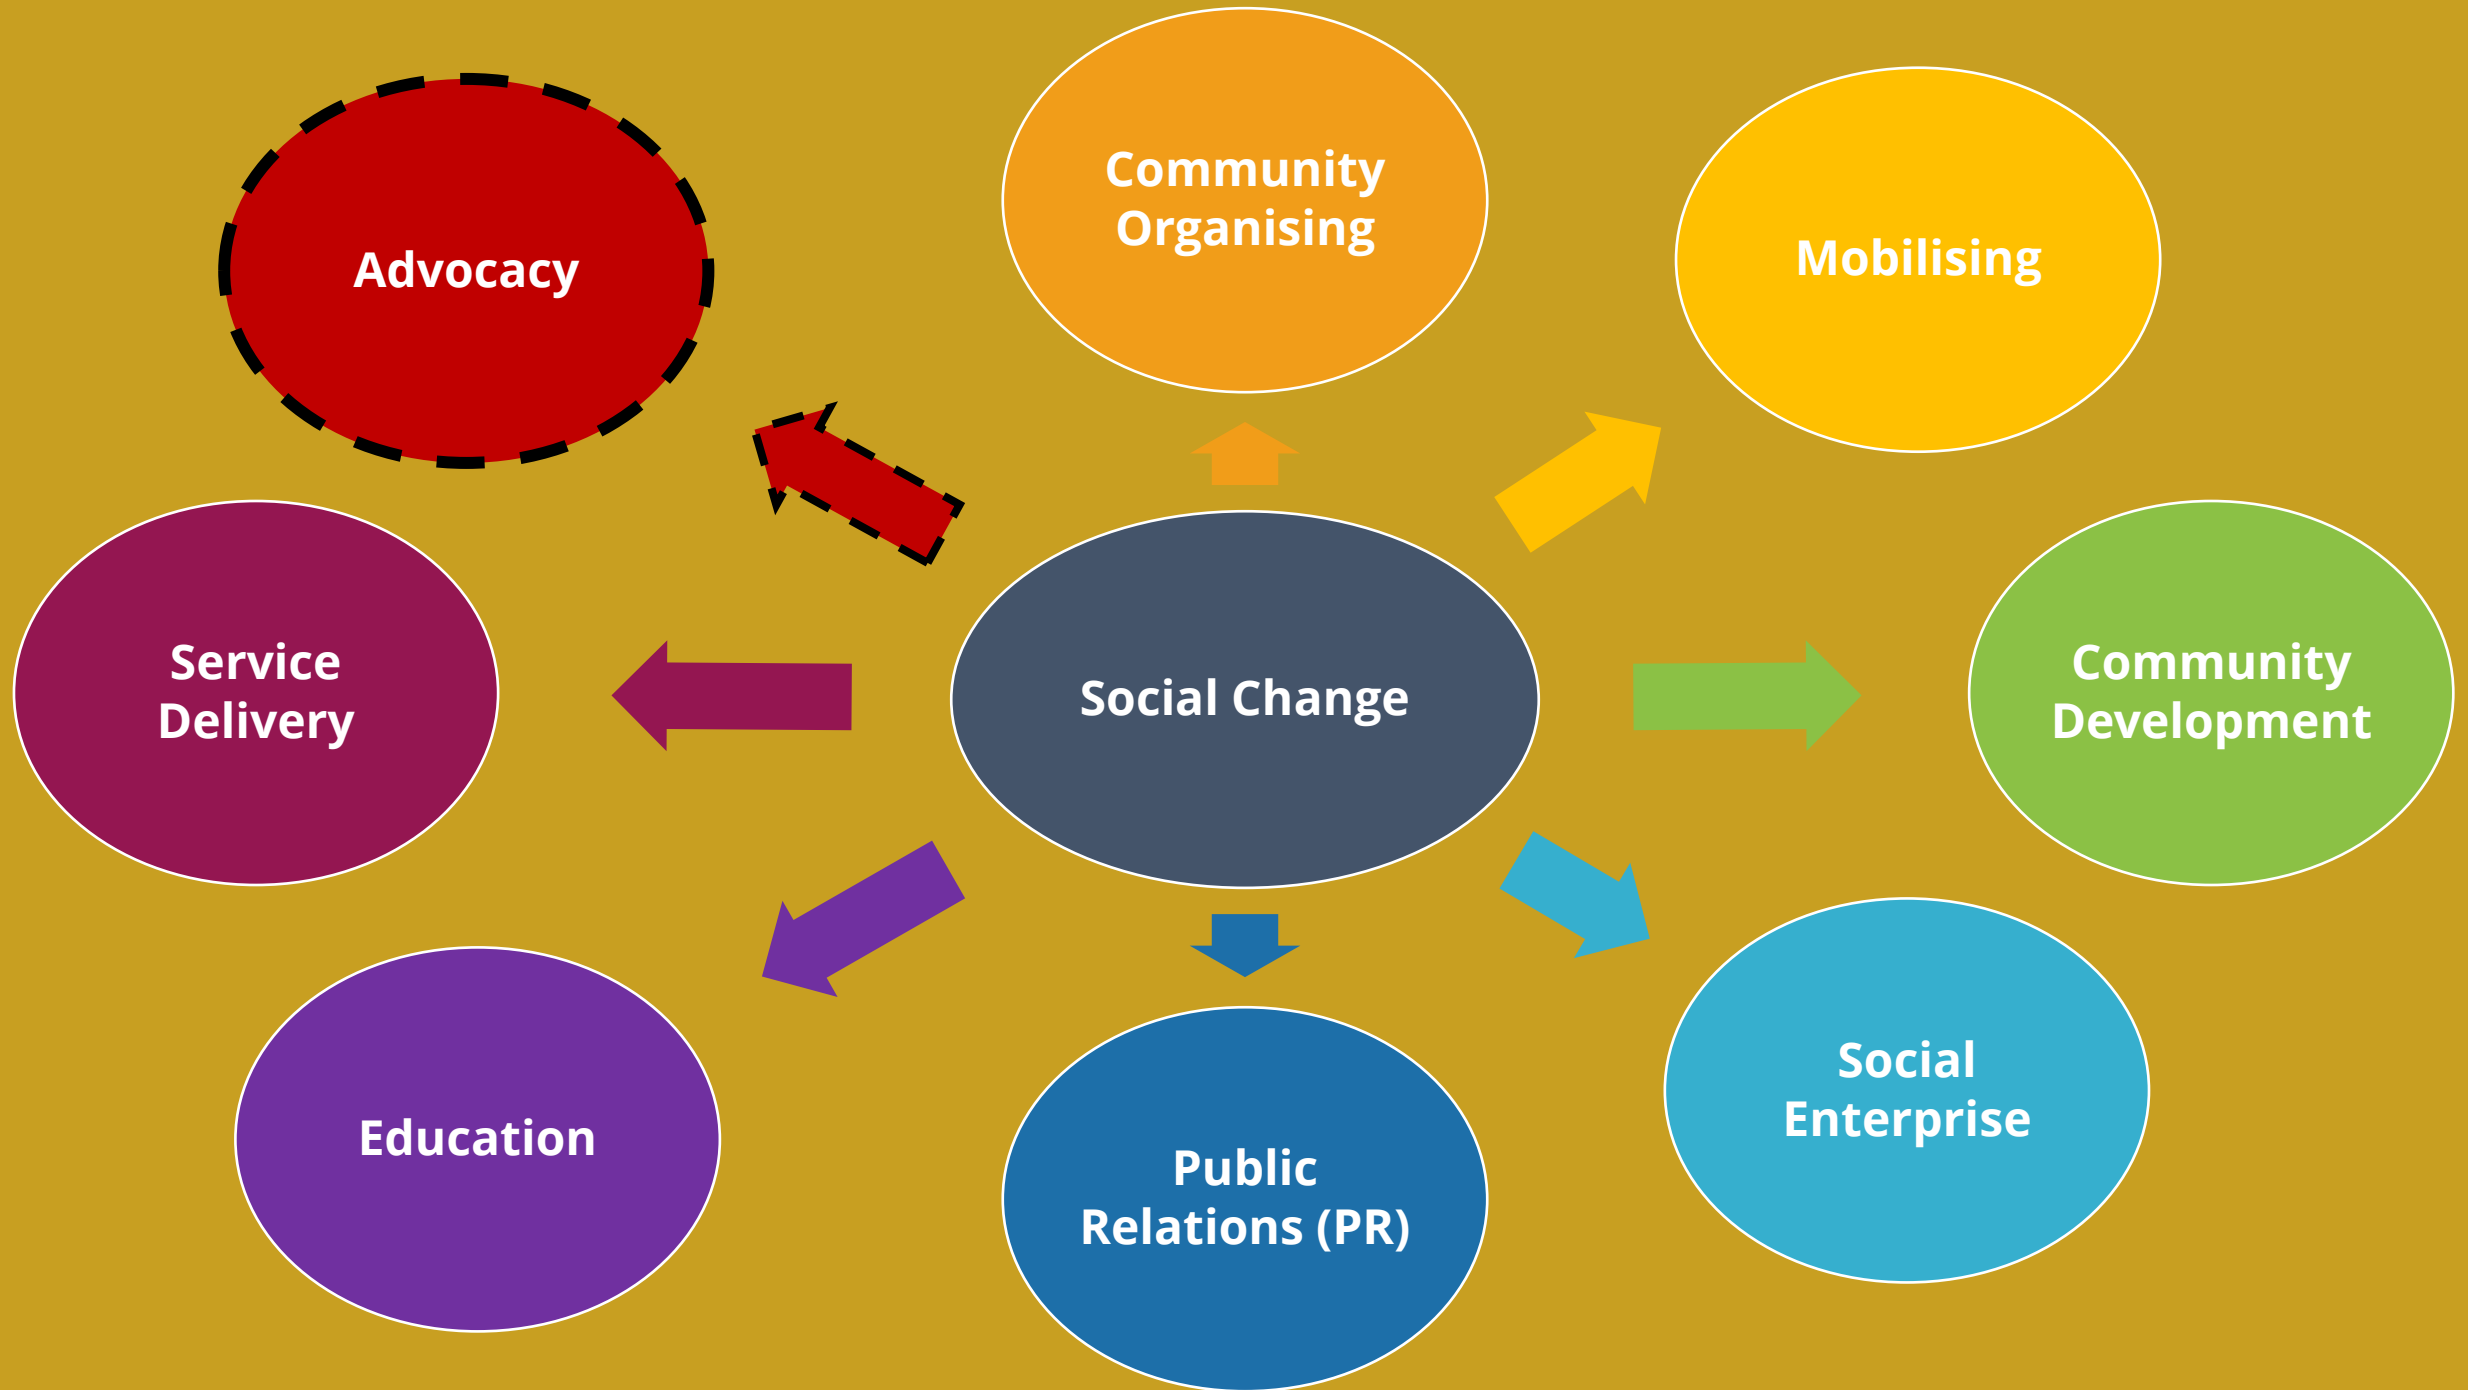 Community
Organising
Mobilising
Advocacy
Service
Delivery
Social Change
Community
Development
Social
Enterprise
Education
Public
Relations (PR)